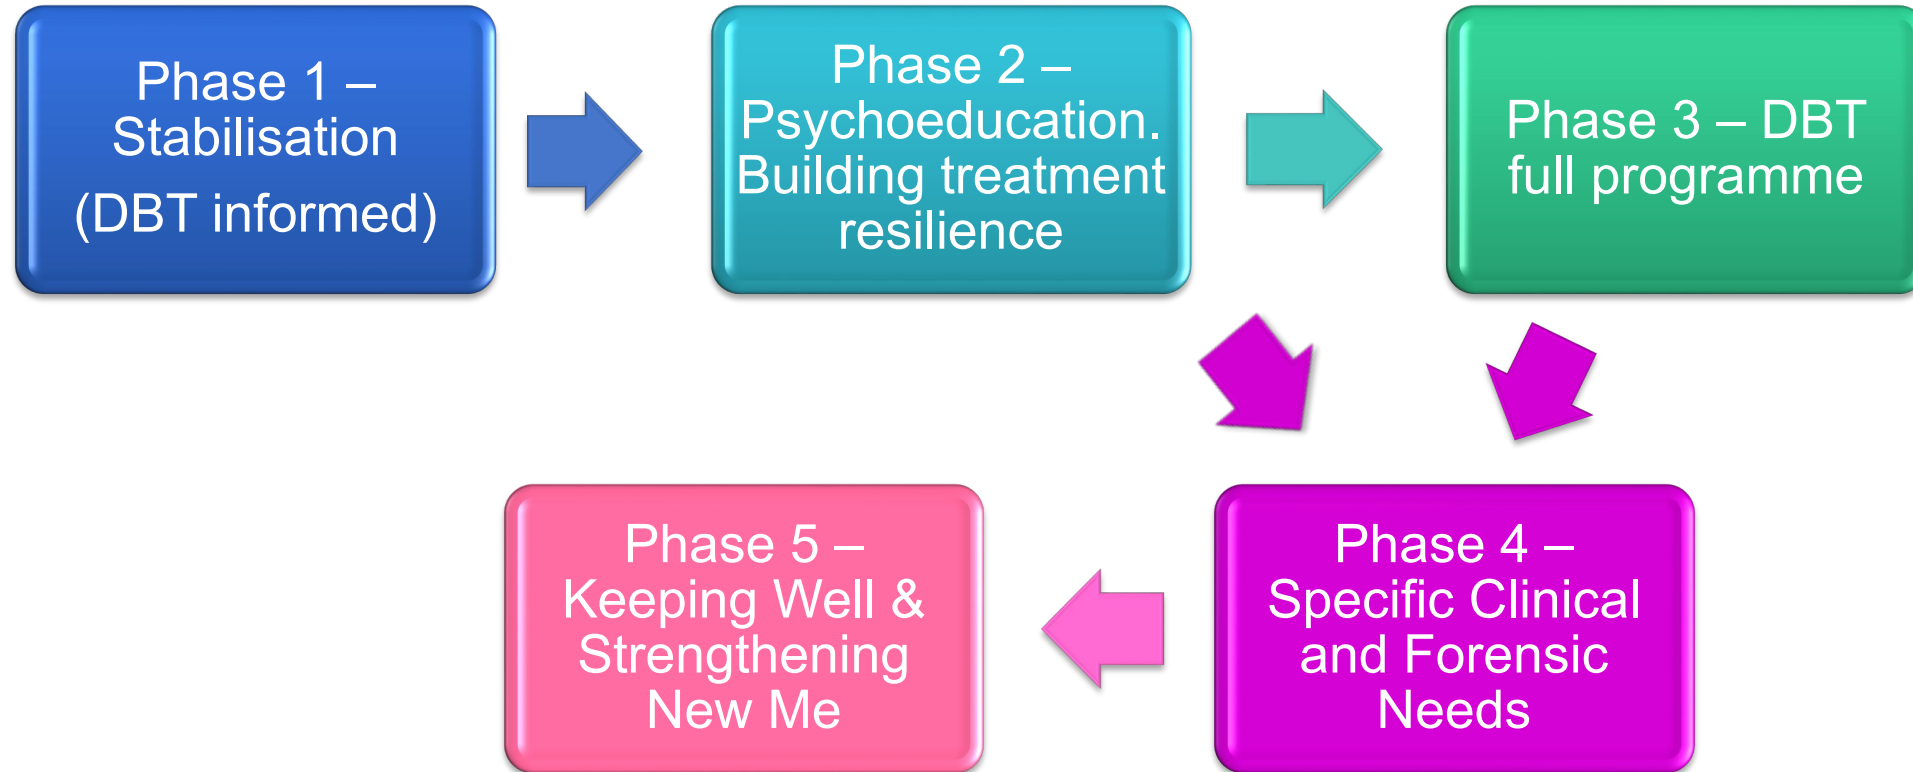 Phase 1 –
Stabilisation
(DBT informed)
Phase 2 –
Psychoeducation.
Building treatment
resilience
Phase 3 – DBT
full programme
Phase 5 –
Keeping Well &
Strengthening
New Me
Phase 4 –
Specific Clinical
and Forensic
Needs